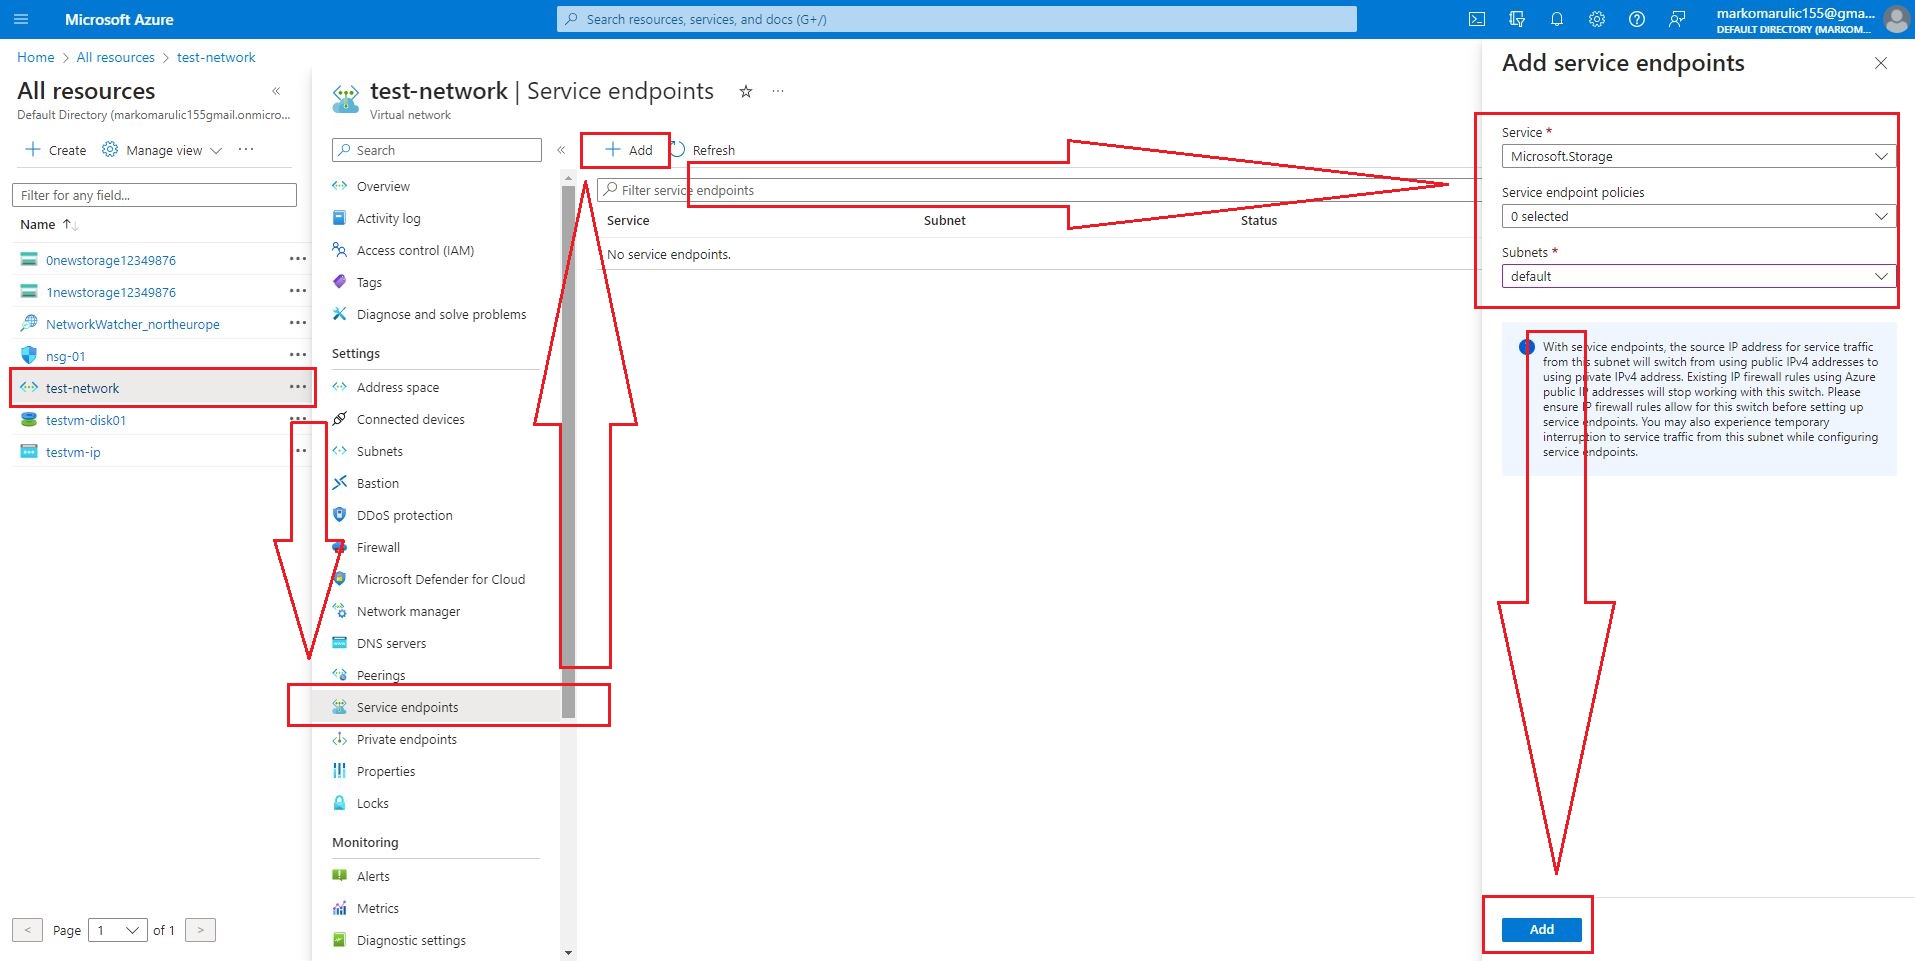 Microsoft Azure
Search resources, services, and docs (G+/)
markomarulic155@gma...
DEFAULT DIRECTORY (MARKOM...
Home > All resources > test-network
All resources
Default Directory (markomarulic155gmail.onmicro...
Create Manage view
Filter for any field...
Name
0newstorage12349876
1newstorage12349876
NetworkWatcher_northeurope
nsg-01
test-network
testvm-disk01
testvm-ip
< Page 1 of 1 >
test-network | Service endpoints
Virtual network
Search
Overview
Activity log
Access control (IAM)
Tags
Diagnose and solve problems
Settings
Address space
Connected devices
Subnets
Bastion
DDoS protection
Firewall
Microsoft Defender for Cloud
Network manager
DNS servers
Peerings
Service endpoints
Private endpoints
Properties
Locks
Monitoring
Alerts
Metrics
Diagnostic settings
Add Refresh
Filter service endpoints
Service Subnet Status
No service endpoints.
Add service endpoints
Service *
Microsoft.Storage
Service endpoint policies
0 selected
Subnets *
default
With service endpoints, the source IP address for service traffic
from this subnet will switch from using public IPv4 addresses to
using private IPv4 address. Existing IP firewall rules using Azure
public IP addresses will stop working with this switch. Please
ensure IP firewall rules allow for this switch before setting up
service endpoints. You may also experience temporary
interruption to service traffic from this subnet while configuring
service endpoints.
Add